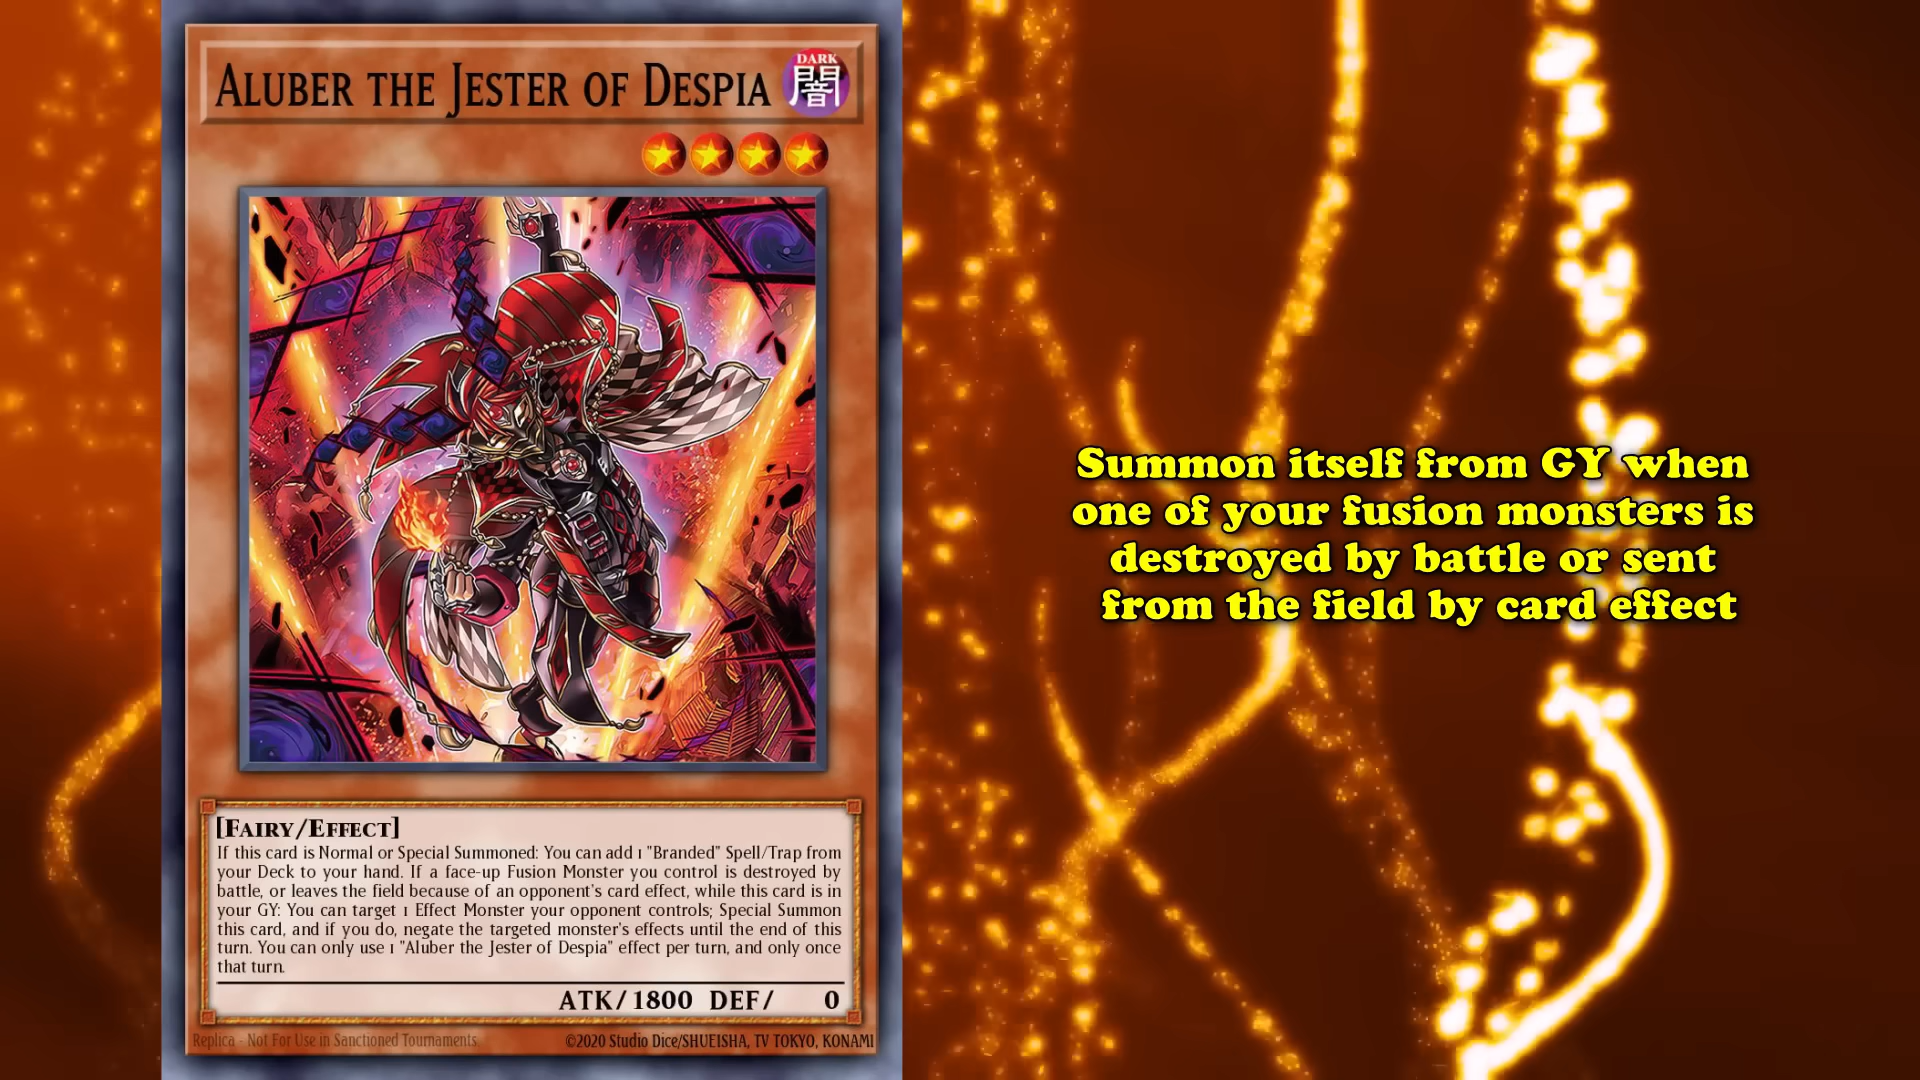 Aluber the Jester of Despia
DARK
闇
[Fairy/Effect]
If this card is Normal or Special Summoned: You can add 1 "Branded" Spell/Trap from
your Deck to your hand. If a face-up Fusion Monster you control is destroyed by
battle, or leaves the field because of an opponent's card effect, while this card is in
your GY: You can target 1 Effect Monster your opponent controls; Special Summon
this card, and if you do, negate the targeted monster's effects until the end of this
turn. You can only use 1 "Aluber the Jester of Despia" effect per turn, and only once
that turn.
ATK/1800 DEF/ 0
Replica - Not For Use in Sanctioned Tournaments.
©2020 Studio Dice/SHUEISHA, TV TOKYO, KONAMI
Summon itself from GY when
one of your fusion monsters is
destroyed by battle or sent
from the field by card effect